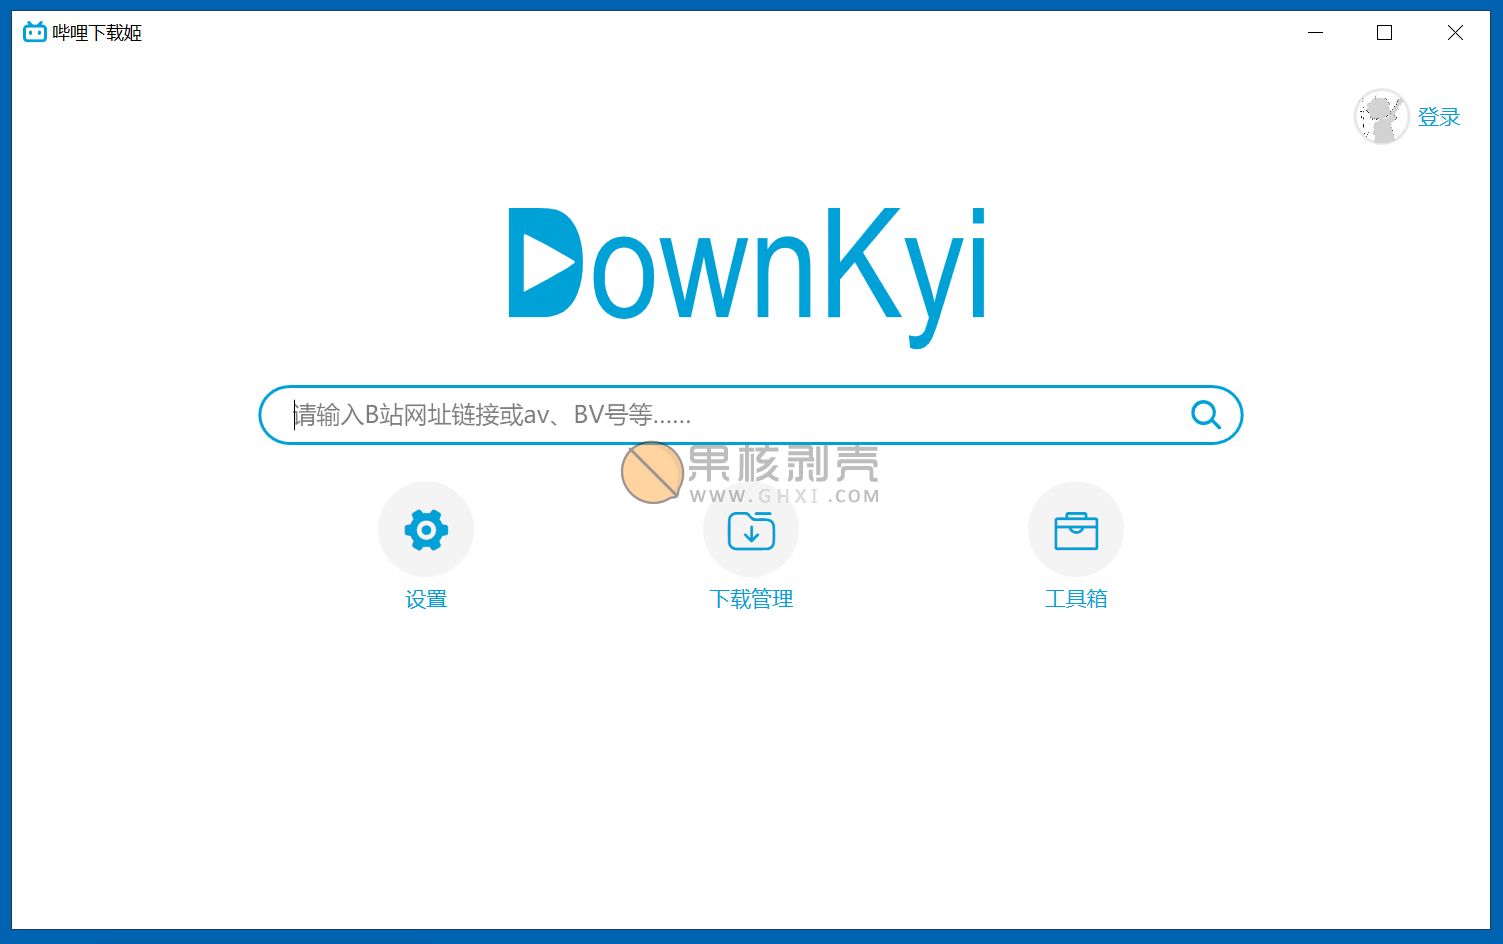 哔哩下载姬
登录
DownKyi
请输入B站网址链接或av、BV号等......
果核剥壳
WWW.GHXI.COM
设置
下载管理
工具箱